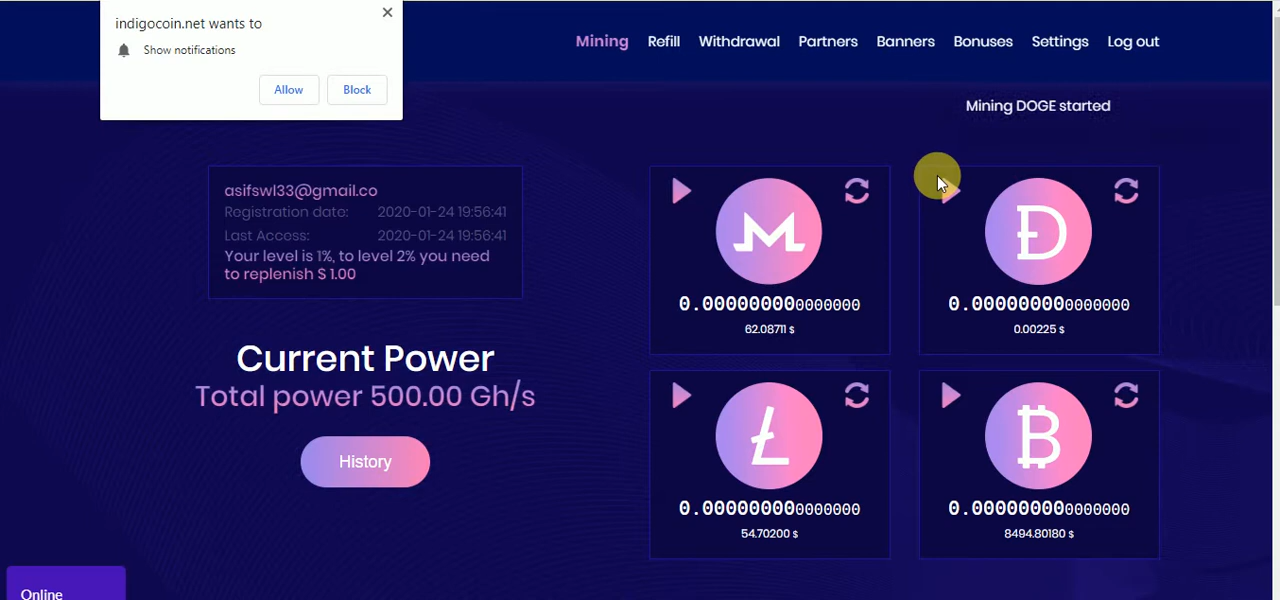 indigocoin.net wants to
Show notifications
Allow Block
Mining Refill Withdrawal Partners Banners Bonuses Settings Log out
Mining DOGE started
asifswl33@gmail.co
Registration date: 2020-01-24 19:56:41
Last Access: 2020-01-24 19:56:41
Your level is 1%, to level 2% you need
to replenish $ 1.00
Current Power
Total power 500.00 Gh/s
History
0.000000000000000
62.08711 $
0.000000000000000
0.00225 $
0.000000000000000
54.70200 $
0.000000000000000
8494.80180 $
Online